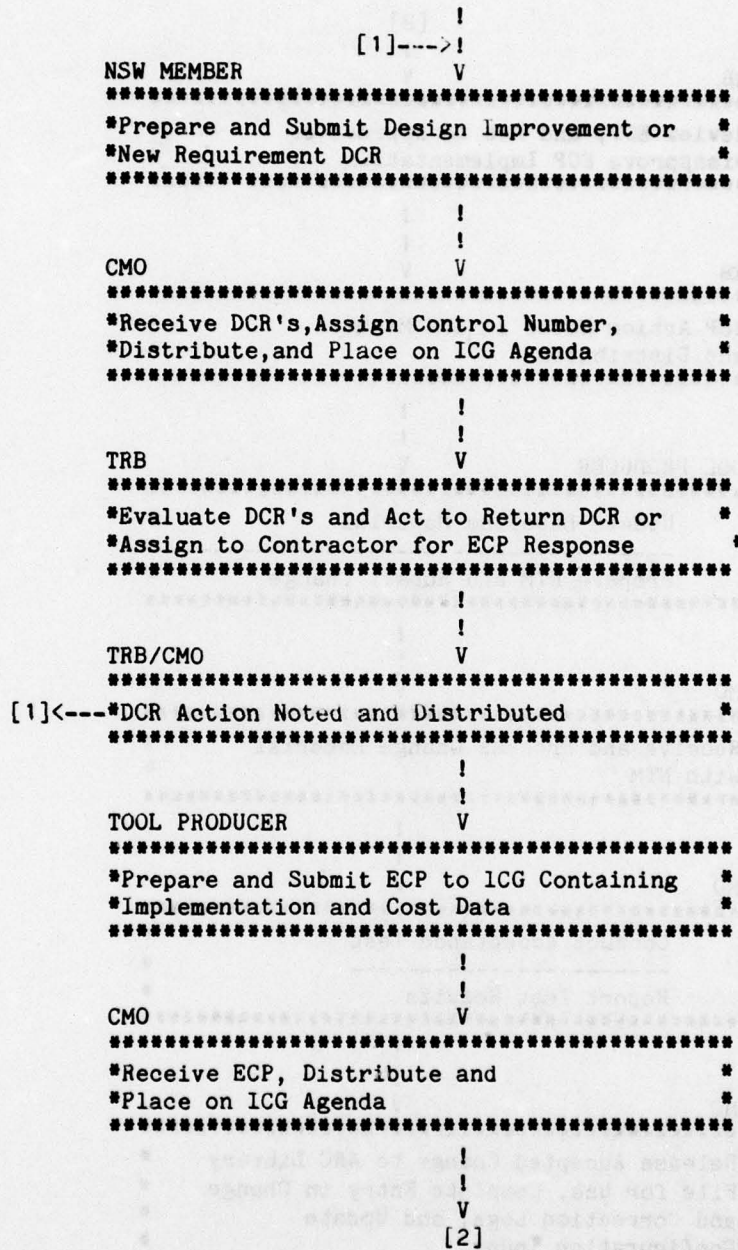 !
[1]--->!
NSW MEMBER V
*********************************************
*Prepare and Submit Design Improvement or *
*New Requirement DCR *
*********************************************
!
!
CMO V
*********************************************
*Receive DCR's,Assign Control Number, *
*Distribute,and Place on ICG Agenda *
*********************************************
!
!
TRB V
*********************************************
*Evaluate DCR's and Act to Return DCR or *
*Assign to Contractor for ECP Response *
*********************************************
!
!
TRB/CMO V
*********************************************
[1]<---*DCR Action Noted and Distributed *
*********************************************
!
!
TOOL PRODUCER V
*********************************************
*Prepare and Submit ECP to ICG Containing *
*Implementation and Cost Data *
*********************************************
!
!
CMO V
*********************************************
*Receive ECP, Distribute and *
*Place on ICG Agenda *
*********************************************
!
!
V
[2]